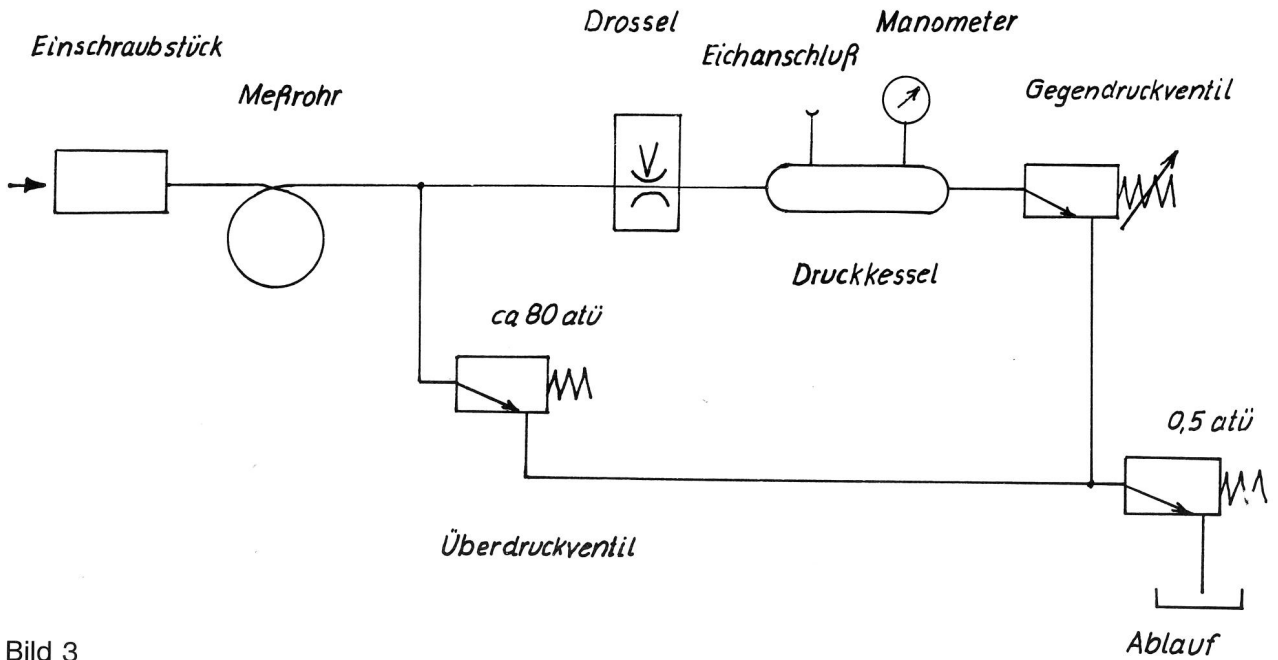 Einschraubstück
Meßrohr
Drossel
Eichanschluß
Manometer
Gegendruckventil
Druckkessel
ca 80 atü
0,5 atü
Überdruckventil
Ablauf
Bild 3